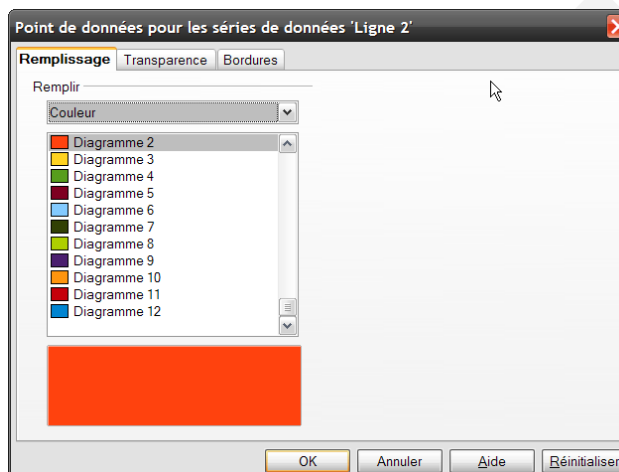 Point de données pour les séries de données 'Ligne 2'
Remplissage Transparence Bordures
Remplir
Couleur
Diagramme 2
Diagramme 3
Diagramme 4
Diagramme 5
Diagramme 6
Diagramme 7
Diagramme 8
Diagramme 9
Diagramme 10
Diagramme 11
Diagramme 12
OK Annuler Aide Réinitialiser